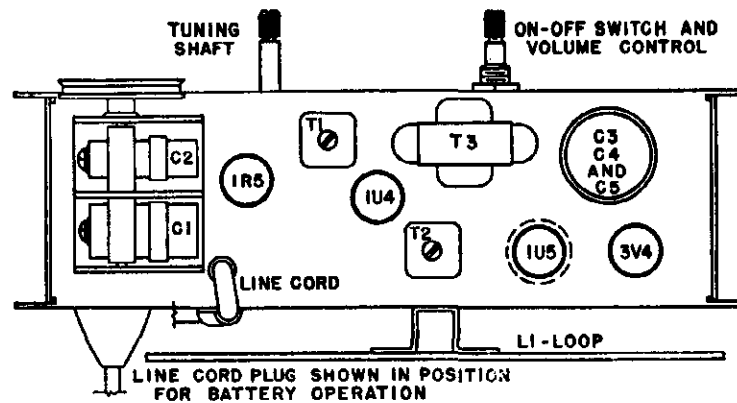 TUNING
SHAFT
ON-OFF SWITCH AND
VOLUME CONTROL
T1
T3
C2
C3
C4
AND
C5
1R5
1U4
C1
T2
1U5
3V4
LINE CORD
L1-LOOP
LINE CORD PLUG SHOWN IN POSITION
FOR BATTERY OPERATION